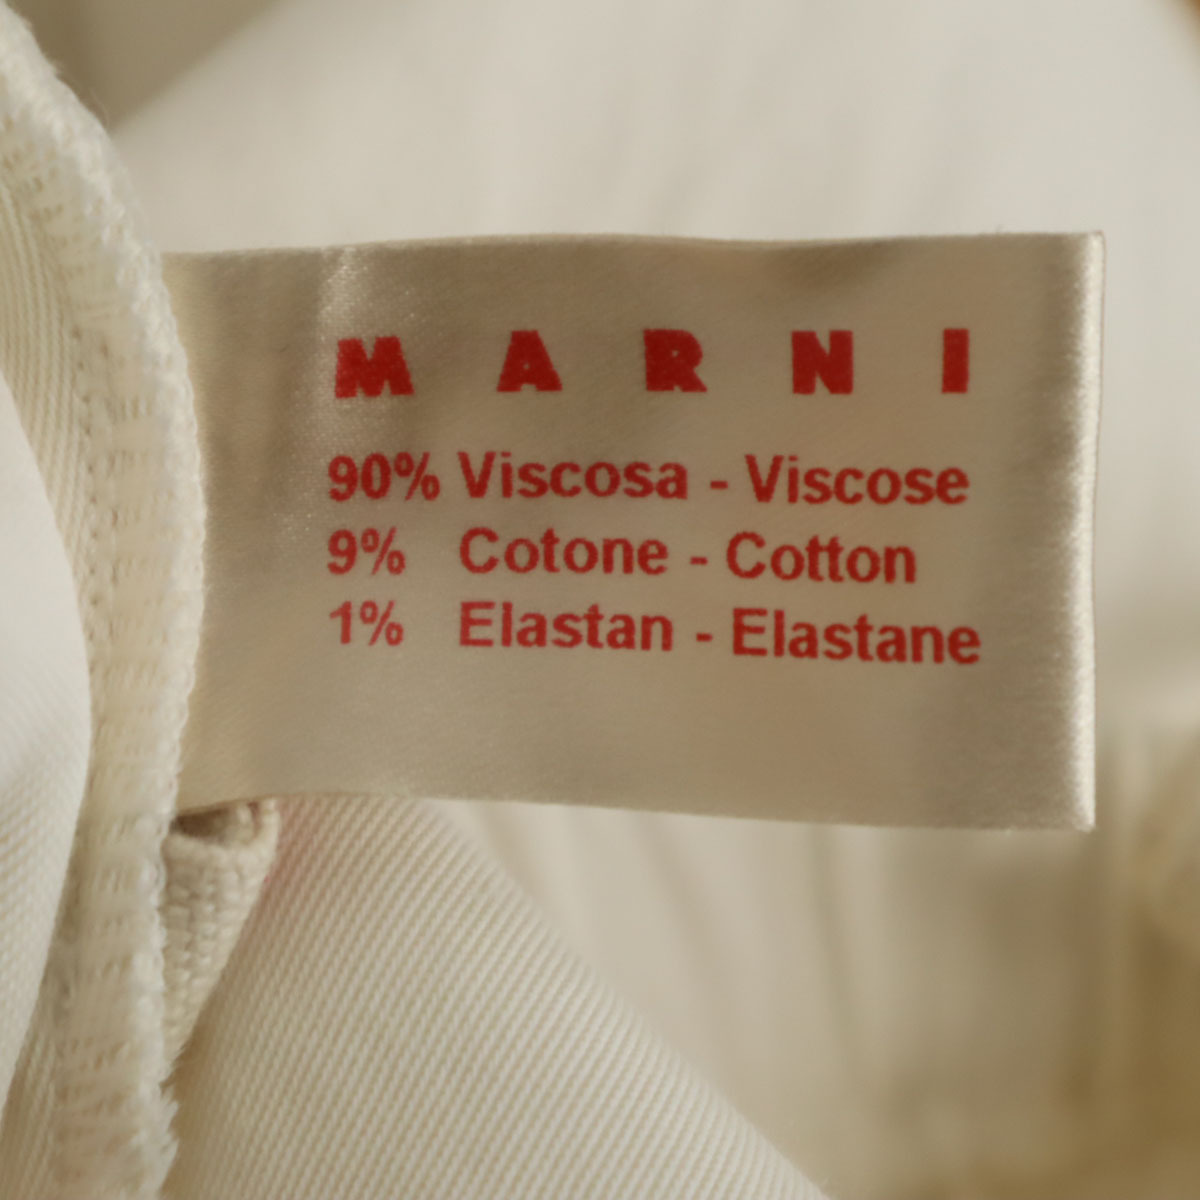 MARNI
90% Viscosa - Viscose
9% Cotone - Cotton
1% Elastan - Elastane